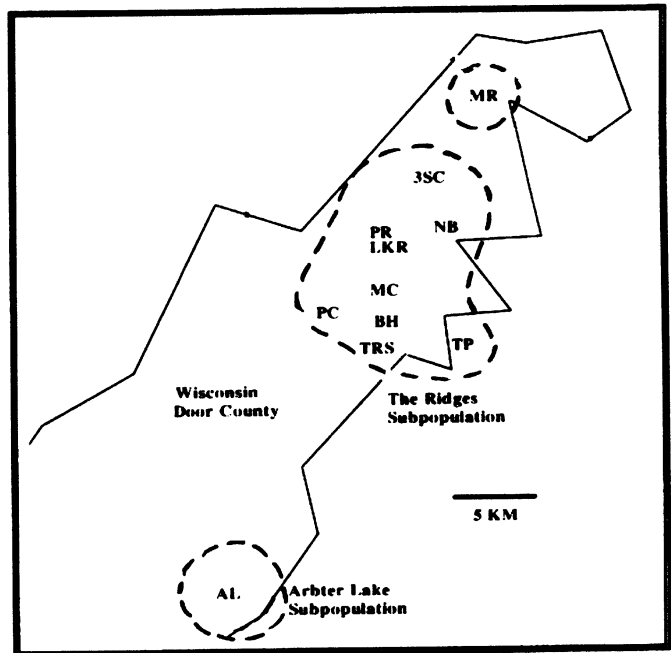 MR
3SC
NB
PR
LKR
MC
PC
BH
TRS
TP
Wisconsin
Door County
The Ridges
Subpopulation
5 KM
AL
Arbter Lake
Subpopulation